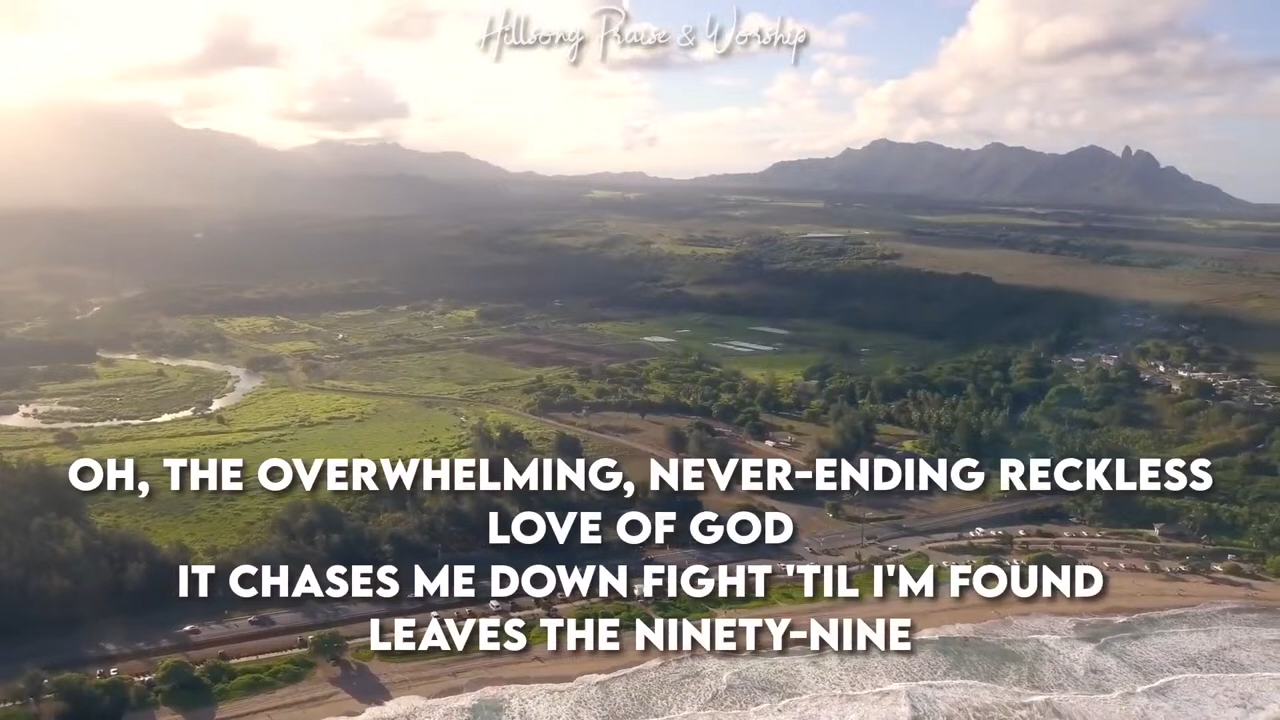 Hillsong Praise & Worship
OH, THE OVERWHELMING, NEVER-ENDING RECKLESS
LOVE OF GOD
IT CHASES ME DOWN FIGHT 'TIL I'M FOUND
LEAVES THE NINETY-NINE